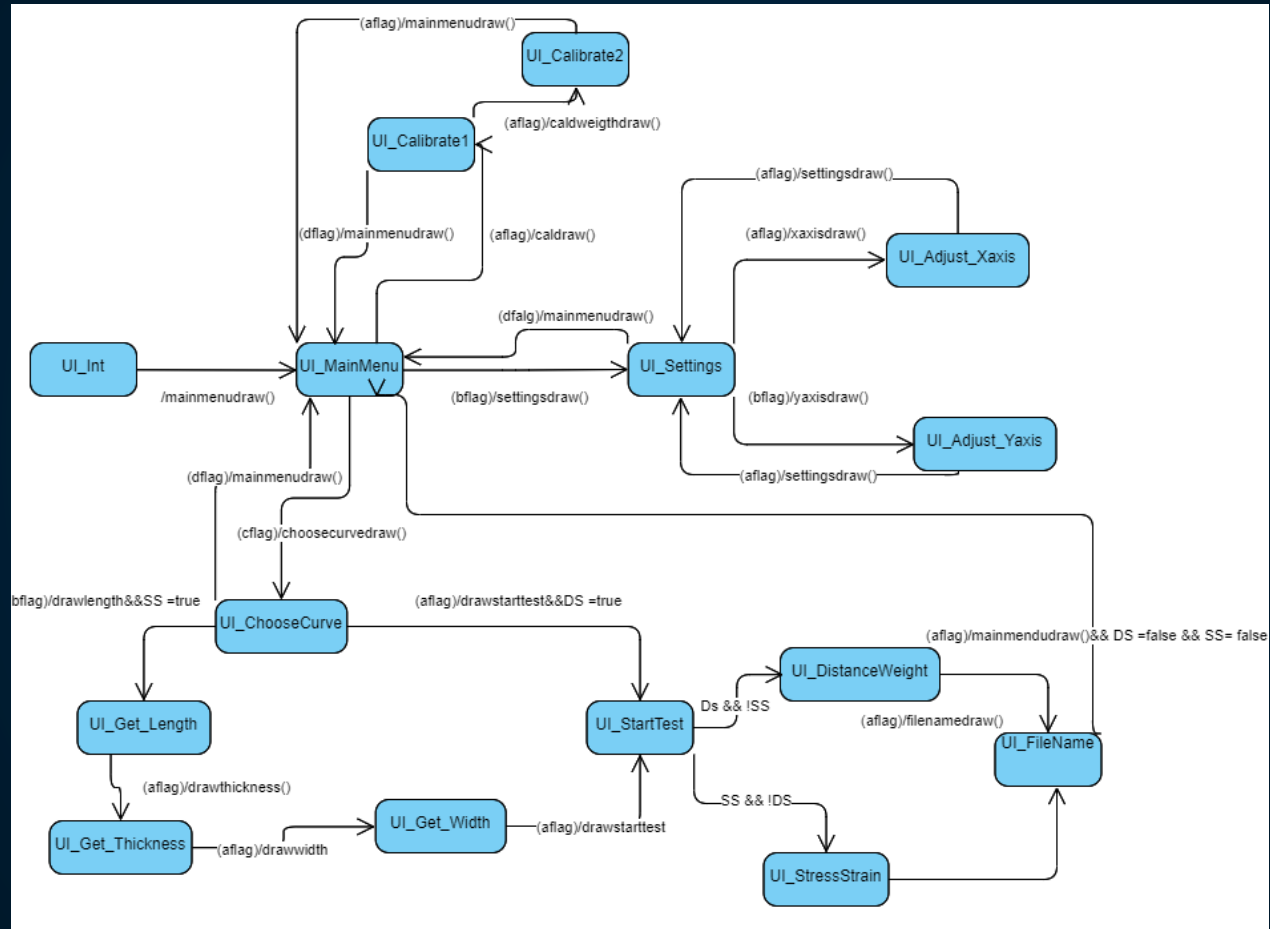 (aflag)/mainmenudraw()
UI_Calibrate2
(aflag)/caldweigthdraw()
UI_Calibrate1
(aflag)/settingsdraw()
(dflag)/mainmenudraw()
(aflag)/caldraw()
(aflag)/xaxisdraw()
UI_Adjust_Xaxis
(dfalg)/mainmenudraw()
UI_Int
UI_MainMenu
UI_Settings
/mainmenudraw()
(bflag)/settingsdraw()
(bflag)/yaxisdraw()
UI_Adjust_Yaxis
(dflag)/mainmenudraw()
(aflag)/settingsdraw()
(cflag)/choosecurvedraw()
bflag)/drawlength&&SS =true
(aflag)/drawstarttest&&DS =true
UI_ChooseCurve
(aflag)/mainmendudraw()&& DS =false && SS= false
UI_DistanceWeight
Ds && !SS
UI_Get_Length
UI_StartTest
(aflag)/filenamedraw()
UI_FileName
(aflag)/drawthickness()
SS && !DS
UI_Get_Width
(aflag)/drawstarttest
UI_Get_Thickness
(aflag)/drawwidth
UI_StressStrain